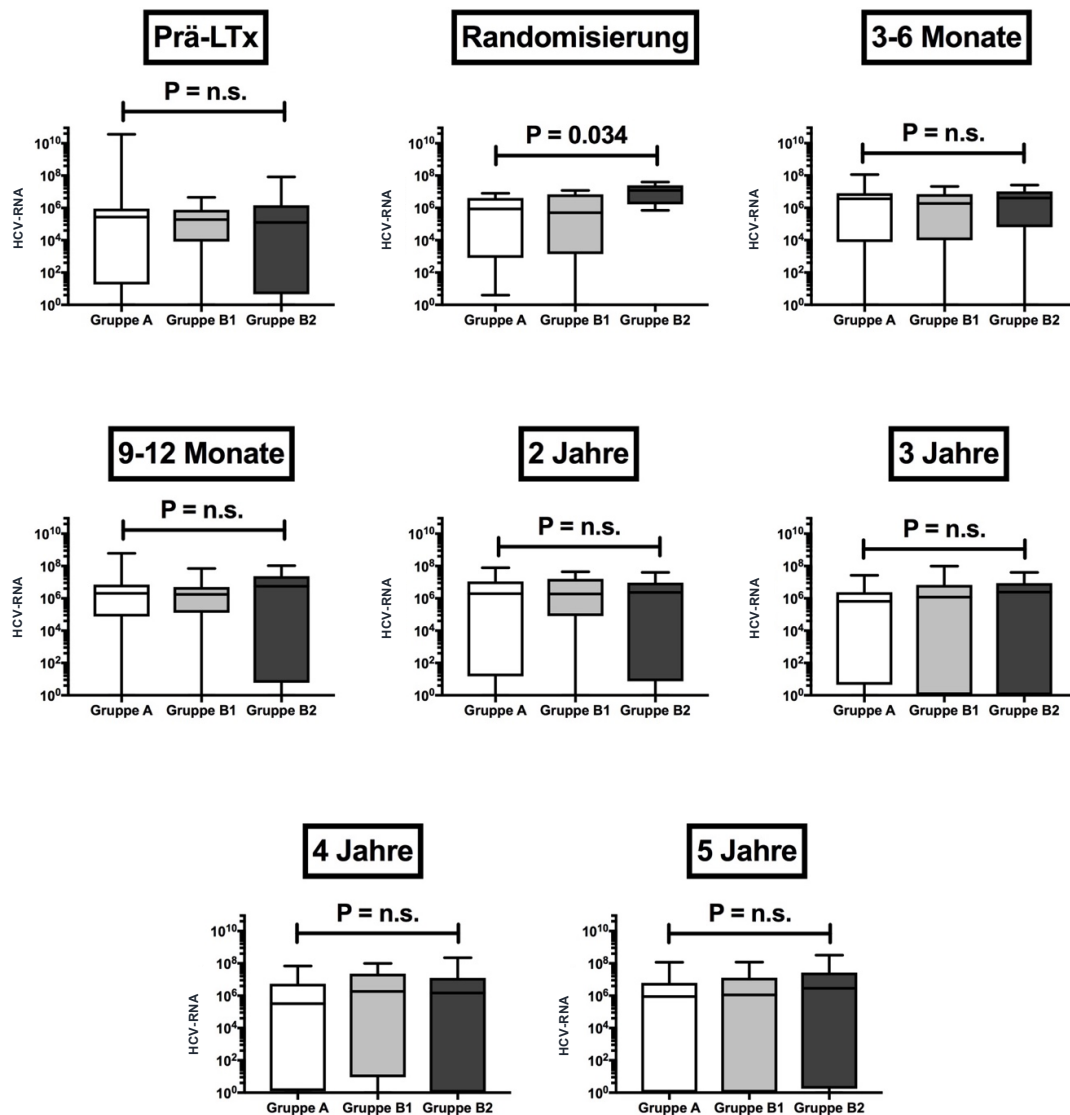 Prä-LTx
P = n.s.
HCV-RNA
10¹⁰
10⁸
10⁶
10⁴
10²
10⁰
Gruppe A Gruppe B1 Gruppe B2
Randomisierung
P = 0.034
HCV-RNA
10¹⁰
10⁸
10⁶
10⁴
10²
10⁰
Gruppe A Gruppe B1 Gruppe B2
3-6 Monate
P = n.s.
HCV-RNA
10¹⁰
10⁸
10⁶
10⁴
10²
10⁰
Gruppe A Gruppe B1 Gruppe B2
9-12 Monate
P = n.s.
HCV-RNA
10¹⁰
10⁸
10⁶
10⁴
10²
10⁰
Gruppe A Gruppe B1 Gruppe B2
2 Jahre
P = n.s.
HCV-RNA
10¹⁰
10⁸
10⁶
10⁴
10²
10⁰
Gruppe A Gruppe B1 Gruppe B2
3 Jahre
P = n.s.
HCV-RNA
10¹⁰
10⁸
10⁶
10⁴
10²
10⁰
Gruppe A Gruppe B1 Gruppe B2
4 Jahre
P = n.s.
HCV-RNA
10¹⁰
10⁸
10⁶
10⁴
10²
10⁰
Gruppe A Gruppe B1 Gruppe B2
5 Jahre
P = n.s.
HCV-RNA
10¹⁰
10⁸
10⁶
10⁴
10²
10⁰
Gruppe A Gruppe B1 Gruppe B2